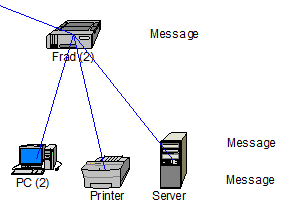 Message
Frad (2)
Message
Message
PC (2)
Printer
Server